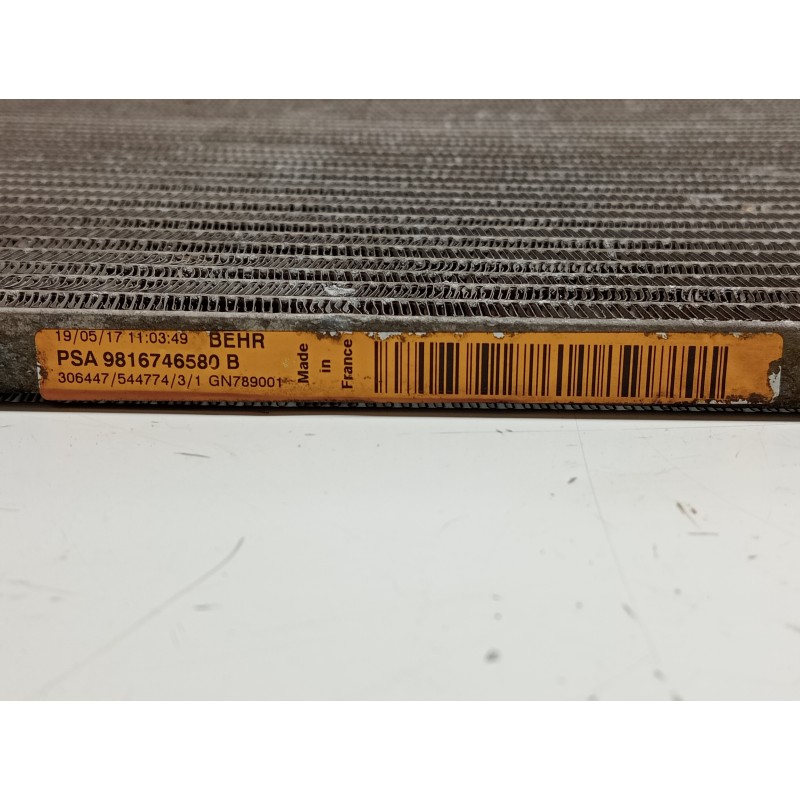 19/05/17 11:03:49 BEHR
PSA 9816746580 B
306447/544774/3/1 GN789001
Made
in
France